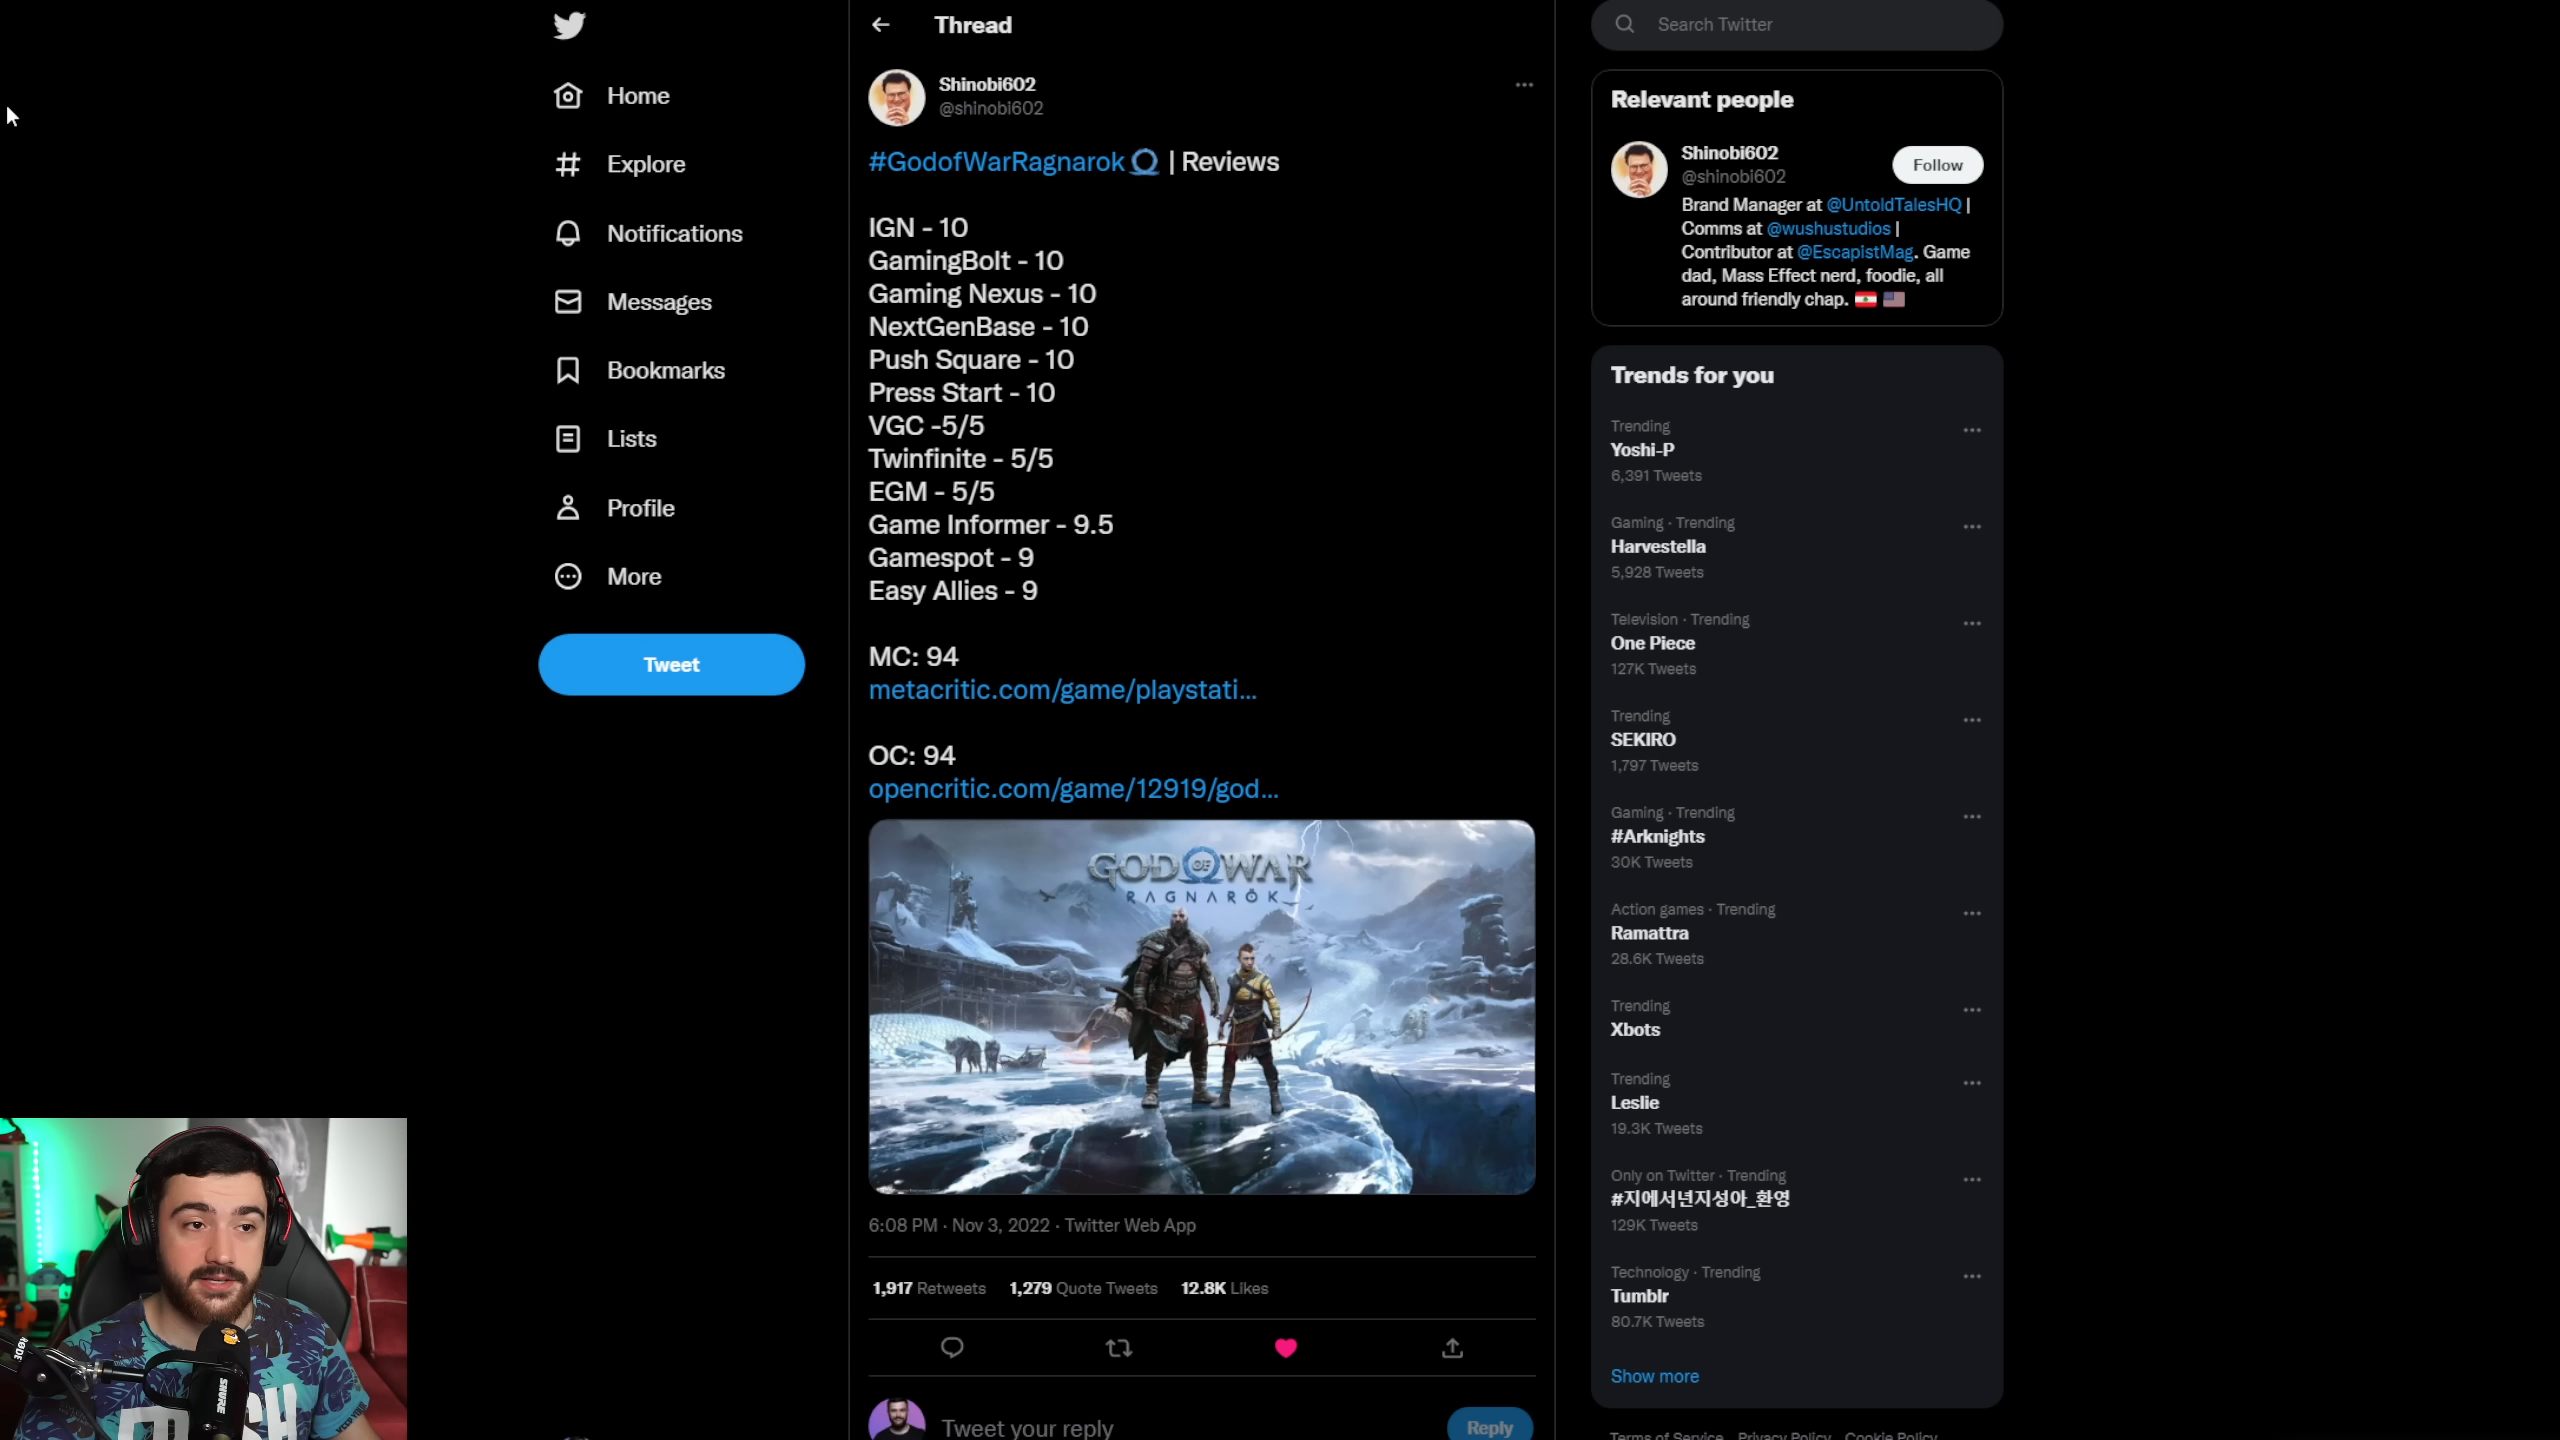 Home
Explore
Notifications
Messages
Bookmarks
Lists
Profile
More
Tweet
Thread
Shinobi602
@shinobi602
#GodofWarRagnarok | Reviews
IGN - 10
GamingBolt - 10
Gaming Nexus - 10
NextGenBase - 10
Push Square - 10
Press Start - 10
VGC -5/5
Twinfinite - 5/5
EGM - 5/5
Game Informer - 9.5
Gamespot - 9
Easy Allies - 9
MC: 94
metacritic.com/game/playstati...
OC: 94
opencritic.com/game/12919/god...
GOD OF WAR
RAGNARÖK
6:08 PM · Nov 3, 2022 · Twitter Web App
1,917 Retweets 1,279 Quote Tweets 12.8K Likes
Tweet your reply
Reply
Search Twitter
Relevant people
Shinobi602
@shinobi602
Follow
Brand Manager at @UntoldTalesHQ |
Comms at @wushustudios |
Contributor at @EscapistMag. Game
dad, Mass Effect nerd, foodie, all
around friendly chap.
Trends for you
Trending
Yoshi-P
6,391 Tweets
Gaming · Trending
Harvestella
5,928 Tweets
Television · Trending
One Piece
127K Tweets
Trending
SEKIRO
1,797 Tweets
Gaming · Trending
#Arknights
30K Tweets
Action games · Trending
Ramattra
28.6K Tweets
Trending
Xbots
Trending
Leslie
19.3K Tweets
Only on Twitter · Trending
#지에서년지성아_환영
129K Tweets
Technology · Trending
Tumblr
80.7K Tweets
Show more
Terms of Service Privacy Policy Cookie Policy
RØDE
SHURE